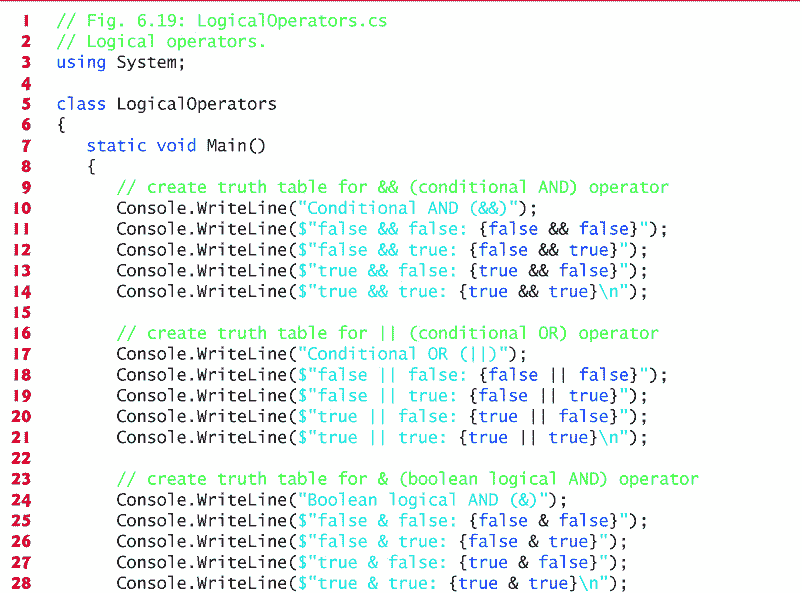 1 // Fig. 6.19: LogicalOperators.cs
2 // Logical operators.
3 using System;
4
5 class LogicalOperators
6 {
7 static void Main()
8 {
9 // create truth table for && (conditional AND) operator
10 Console.WriteLine("Conditional AND (&&)");
11 Console.WriteLine($"false && false: {false && false}");
12 Console.WriteLine($"false && true: {false && true}");
13 Console.WriteLine($"true && false: {true && false}");
14 Console.WriteLine($"true && true: {true && true}\n");
15
16 // create truth table for || (conditional OR) operator
17 Console.WriteLine("Conditional OR (||)");
18 Console.WriteLine($"false || false: {false || false}");
19 Console.WriteLine($"false || true: {false || true}");
20 Console.WriteLine($"true || false: {true || false}");
21 Console.WriteLine($"true || true: {true || true}\n");
22
23 // create truth table for & (boolean logical AND) operator
24 Console.WriteLine("Boolean logical AND (&)");
25 Console.WriteLine($"false & false: {false & false}");
26 Console.WriteLine($"false & true: {false & true}");
27 Console.WriteLine($"true & false: {true & false}");
28 Console.WriteLine($"true & true: {true & true}\n");